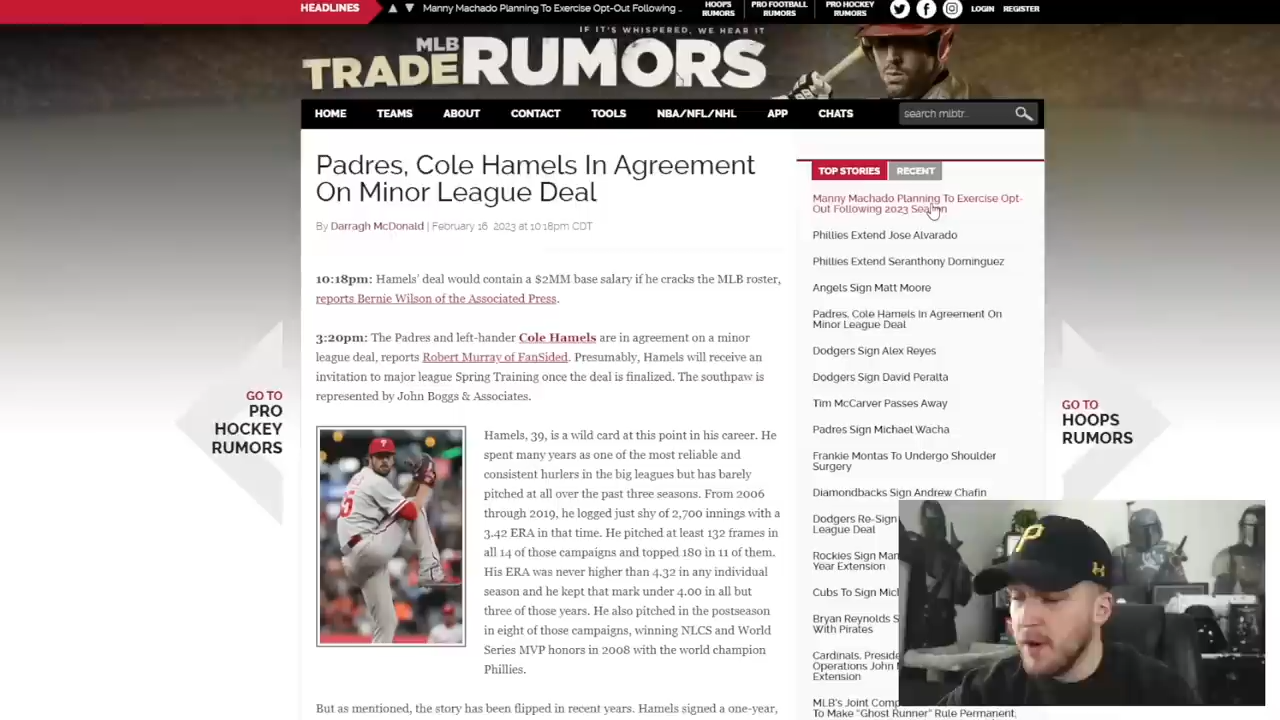 HEADLINES
Manny Machado Planning To Exercise Opt-Out Following ..
HOOPS
RUMORS
PRO FOOTBALL
RUMORS
PRO HOCKEY
RUMORS
LOGIN
REGISTER
IF IT'S WHISPERED, WE HEAR IT
MLB
TRADERUMORS
HOME
TEAMS
ABOUT
CONTACT
TOOLS
NBA/NFL/NHL
APP
CHATS
search mlbtr..
Padres, Cole Hamels In Agreement
On Minor League Deal
By Darragh McDonald | February 16, 2023 at 10:18pm CDT
10:18pm: Hamels' deal would contain a $2MM base salary if he cracks the MLB roster,
reports Bernie Wilson of the Associated Press.
3:20pm: The Padres and left-hander Cole Hamels are in agreement on a minor
league deal, reports Robert Murray of FanSided. Presumably, Hamels will receive an
invitation to major league Spring Training once the deal is finalized. The southpaw is
represented by John Boggs & Associates.
Hamels, 39, is a wild card at this point in his career. He
spent many years as one of the most reliable and
consistent hurlers in the big leagues but has barely
pitched at all over the past three seasons. From 2006
through 2019, he logged just shy of 2,700 innings with a
3.42 ERA in that time. He pitched at least 132 frames in
all 14 of those campaigns and topped 180 in 11 of them.
His ERA was never higher than 4.32 in any individual
season and he kept that mark under 4.00 in all but
three of those years. He also pitched in the postseason
in eight of those campaigns, winning NLCS and World
Series MVP honors in 2008 with the world champion
Phillies.
But as mentioned, the story has been flipped in recent years. Hamels signed a one-year,
TOP STORIES
RECENT
Manny Machado Planning To Exercise Opt-
Out Following 2023 Season
Phillies Extend Jose Alvarado
Phillies Extend Seranthony Dominguez
Angels Sign Matt Moore
Padres, Cole Hamels In Agreement On
Minor League Deal
Dodgers Sign Alex Reyes
Dodgers Sign David Peralta
Tim McCarver Passes Away
Padres Sign Michael Wacha
Frankie Montas To Undergo Shoulder
Surgery
Diamondbacks Sign Andrew Chafin
Dodgers Re-Sign
League Deal
Rockies Sign Man
Year Extension
Cubs To Sign Mic
Bryan Reynolds S
With Pirates
Cardinals, Preside
Operations John M
Extension
MLB's Joint Comp
To Make "Ghost Runner" Rule Permanent,
GO TO
PRO
HOCKEY
RUMORS
GO TO
HOOPS
RUMORS
P